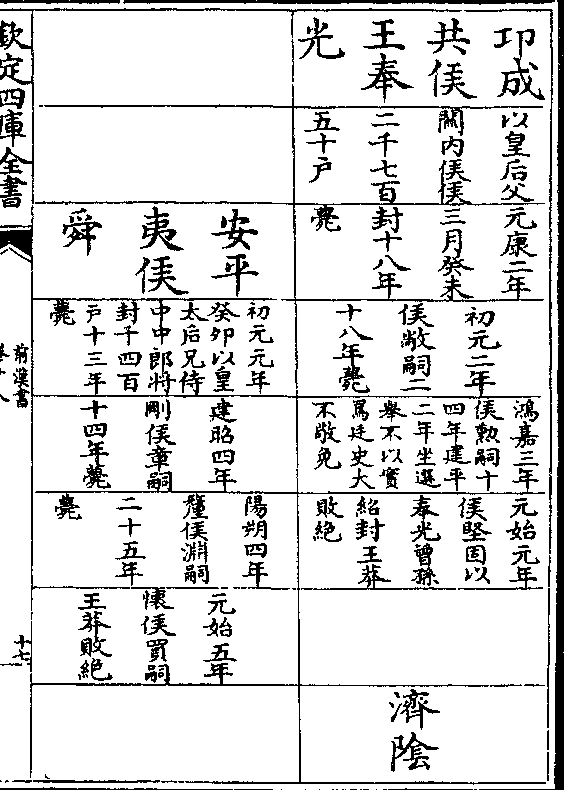 卭成
共侯
王奉
光
以皇后父
關内侯侯
二千七百
五十户
元康二年
三月癸未
封十八年
薨
初元二年
侯敞嗣二
十八年薨
鴻嘉三年
侯勲嗣十
四年建平
二年坐選
舉不以實
罵廷史大
不敬免
元始元年
侯堅固以
奉光曾孫
紹封王莽
敗絶
濟陰
安平
夷侯
舜
初元元年
癸卯以皇
太后兄侍
中中郎將
封千四百
户十三年
薨
建昭四年
剛侯章嗣
十四年薨
陽朔四年
釐侯淵嗣
二十五年
薨
元始五年
懷侯買嗣
王莽敗絶
欽定四庫全書
前漢書
卷十八
十七